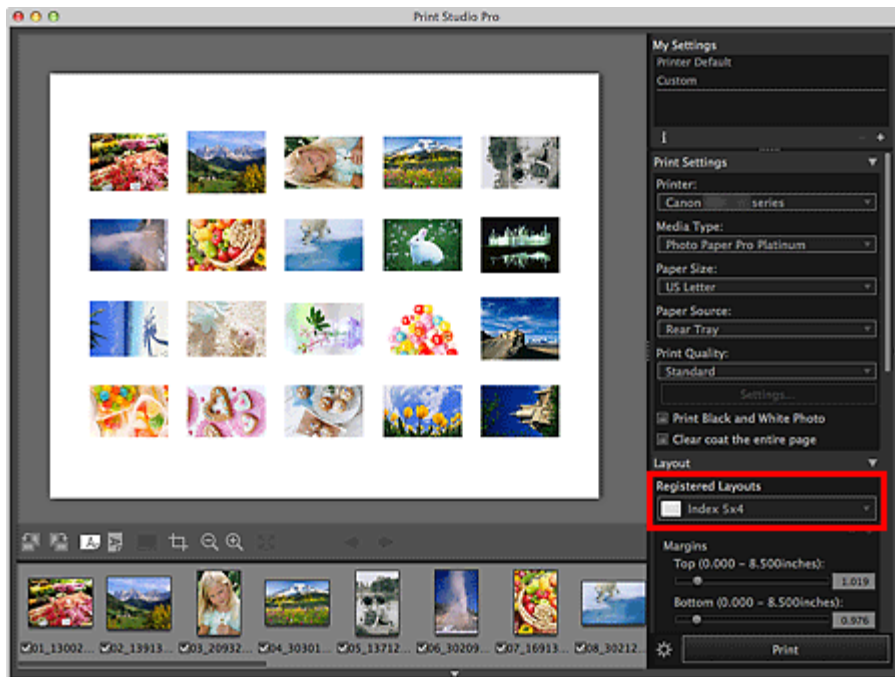 Print Studio Pro
My Settings
Printer Default
Custom
Print Settings
Printer:
Canon series
Media Type:
Photo Paper Pro Platinum
Paper Size:
US Letter
Paper Source:
Rear Tray
Print Quality:
Standard
Settings...
Print Black and White Photo
Clear coat the entire page
Layout
Registered Layouts
Index 5x4
Margins
Top (0.000 - 8.500inches):
1.019
Bottom (0.000 - 8.500inches):
0.976
01_13002... 02_13913... 03_20932... 04_30301... 05_13712... 06_30209... 07_16913... 08_30212...
Print